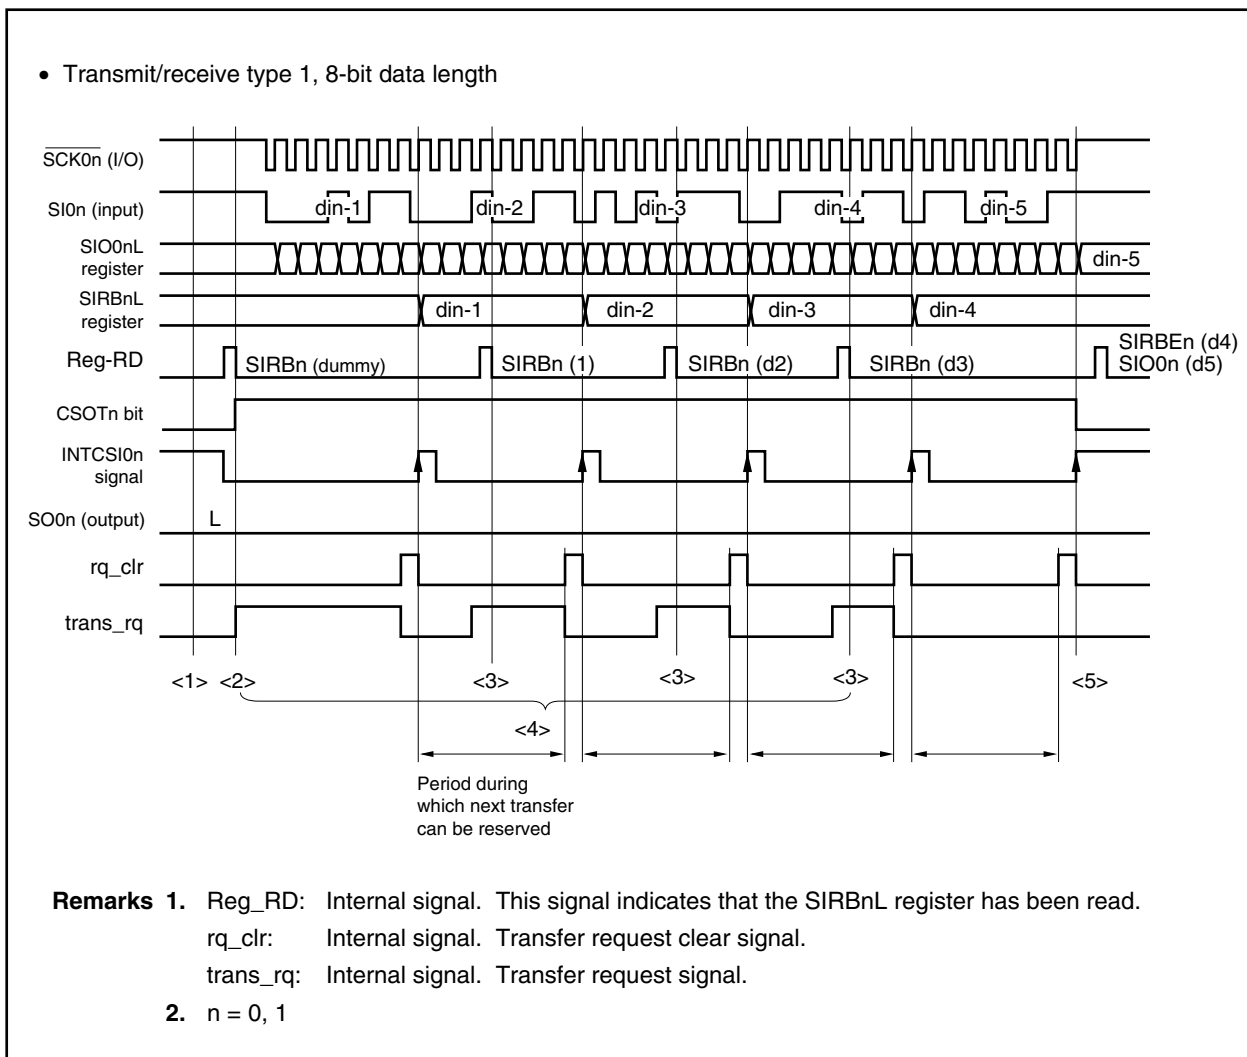 • Transmit/receive type 1, 8-bit data length
SCK0n (I/O)
SI0n (input) din-1 din-2 din-3 din-4 din-5
SIO0nL
register
din-5
SIRBnL
register
din-1 din-2 din-3 din-4
Reg-RD SIRBn (dummy) SIRBn (1) SIRBn (d2) SIRBn (d3)
SIRBEn (d4)
SIO0n (d5)
CSOTn bit
INTCSI0n
signal
SO0n (output) L
rq_clr
trans_rq
<1> <2> <3> <3> <3> <5>
<4>
Period during
which next transfer
can be reserved
Remarks 1. Reg_RD: Internal signal. This signal indicates that the SIRBnL register has been read.
rq_clr: Internal signal. Transfer request clear signal.
trans_rq: Internal signal. Transfer request signal.
2. n = 0, 1